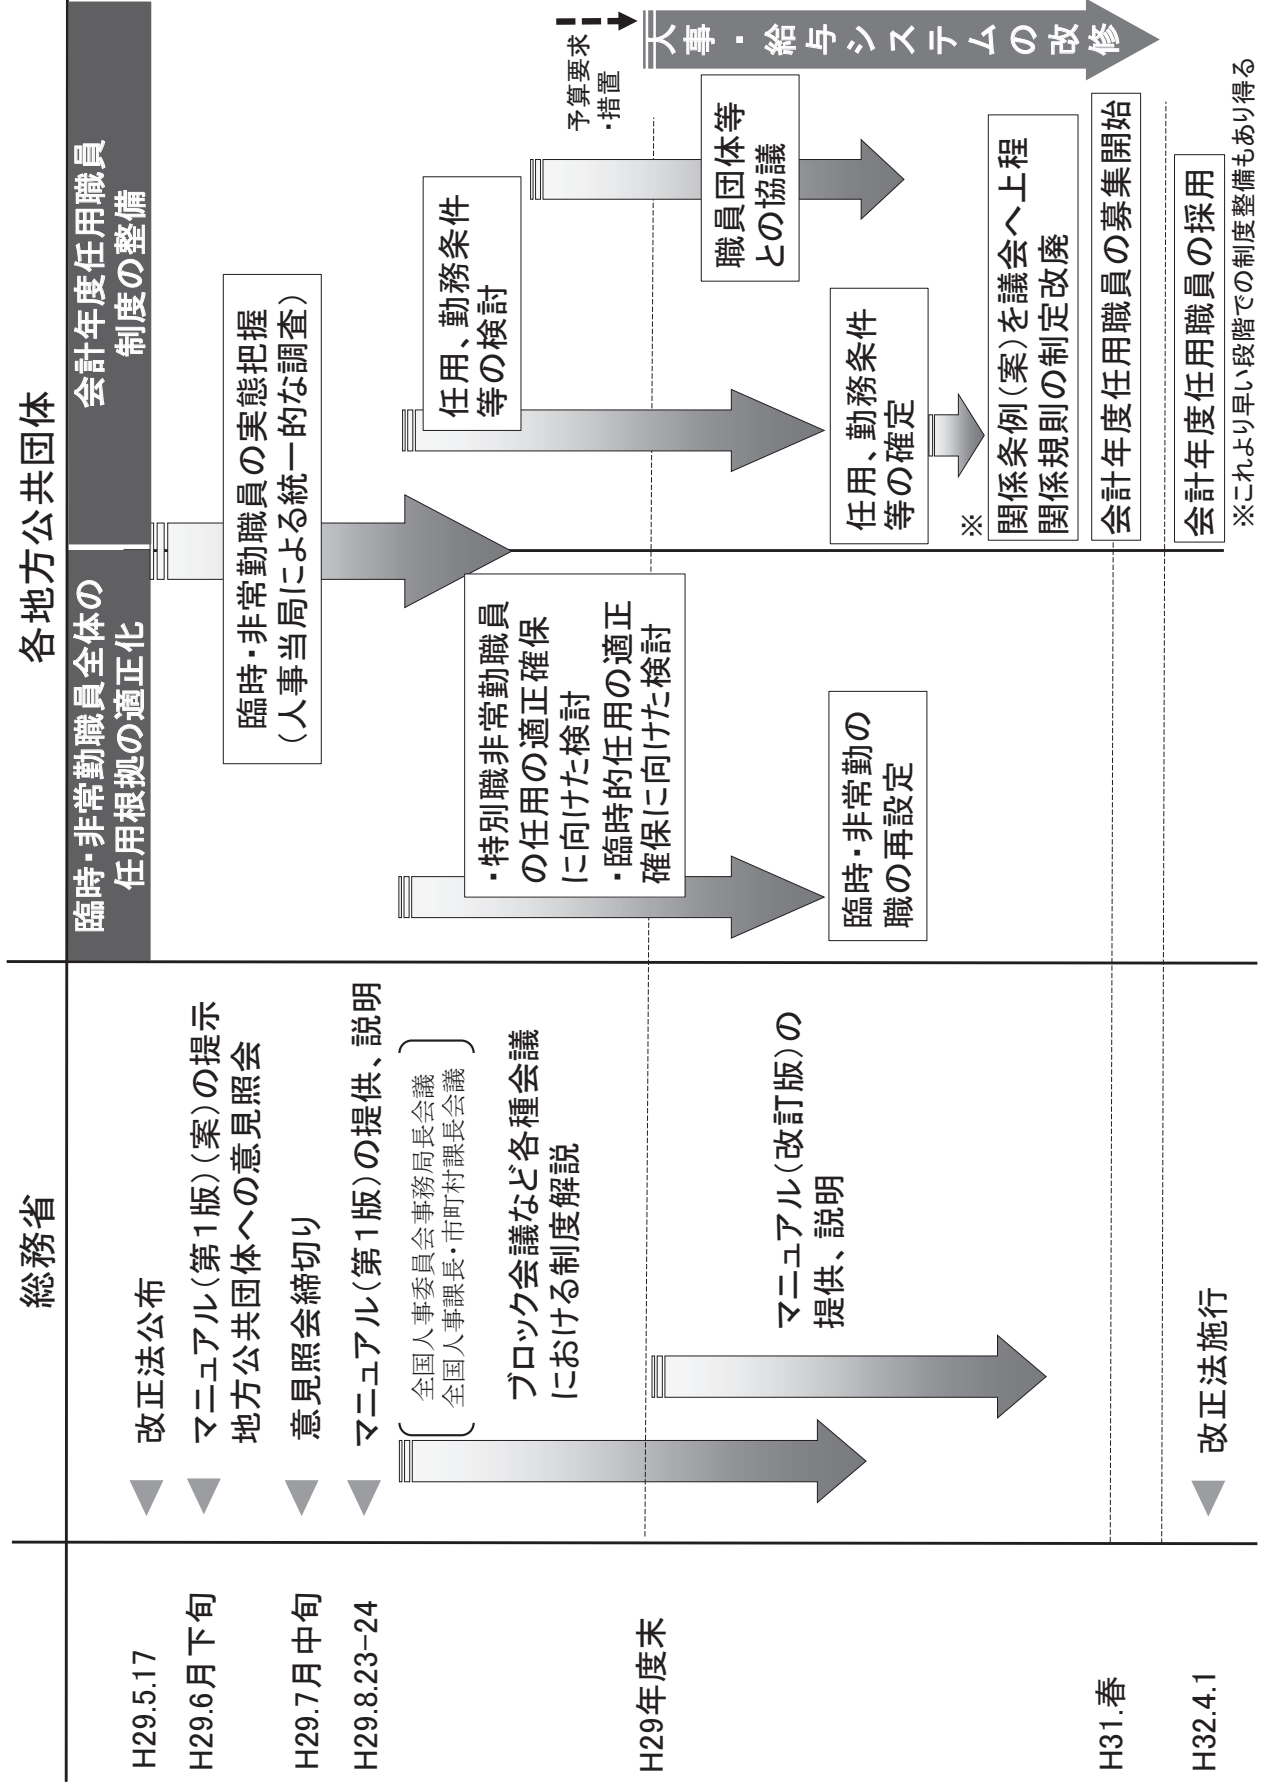 総務省
各地方公共団体
臨時・非常勤職員全体の
任用根拠の適正化
会計年度任用職員
制度の整備
H29.5.17
改正法公布
H29.6月下旬
マニュアル(第1版)(案)の提示
地方公共団体への意見照会
臨時・非常勤職員の実態把握
(人事当局による統一的な調査)
H29.7月中旬
意見照会締切り
H29.8.23-24
マニュアル(第1版)の提供、説明
全国人事委員会事務局長会議
全国人事課長・市町村課長会議
ブロック会議など各種会議
における制度解説
・特別職非常勤職員
の任用の適正確保
に向けた検討
・臨時的任用の適正
確保に向けた検討
任用、勤務条件
等の検討
予算要求
・措置
人事・給与システムの改修
H29年度末
職員団体等
との協議
マニュアル(改訂版)の
提供、説明
臨時・非常勤の
職の再設定
任用、勤務条件
等の確定
※
関係条例(案)を議会へ上程
関係規則の制定改廃
H31.春
会計年度任用職員の募集開始
H32.4.1
改正法施行
会計年度任用職員の採用
※これより早い段階での制度整備もあり得る